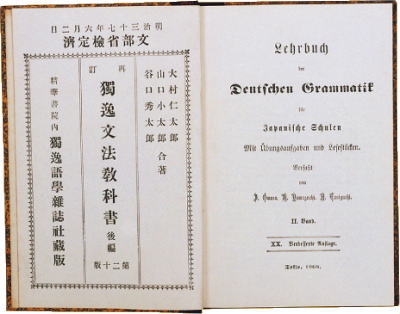 明治三十七年六月二日
文部省檢定濟
大村仁太郎
山口小太郎 合著
谷口秀太郎
再訂
獨逸文法敎科書 後編
第二十版
精華書院內 獨逸語學雜誌社藏版
Lehrbuch
der
Deutschen Grammatik
für
Japanische Schulen
Mit Übungsaufgaben und Lesestücken.
Verfaßt
von
II. Band.
XX. Verbesserte Auflage.
Tokio,